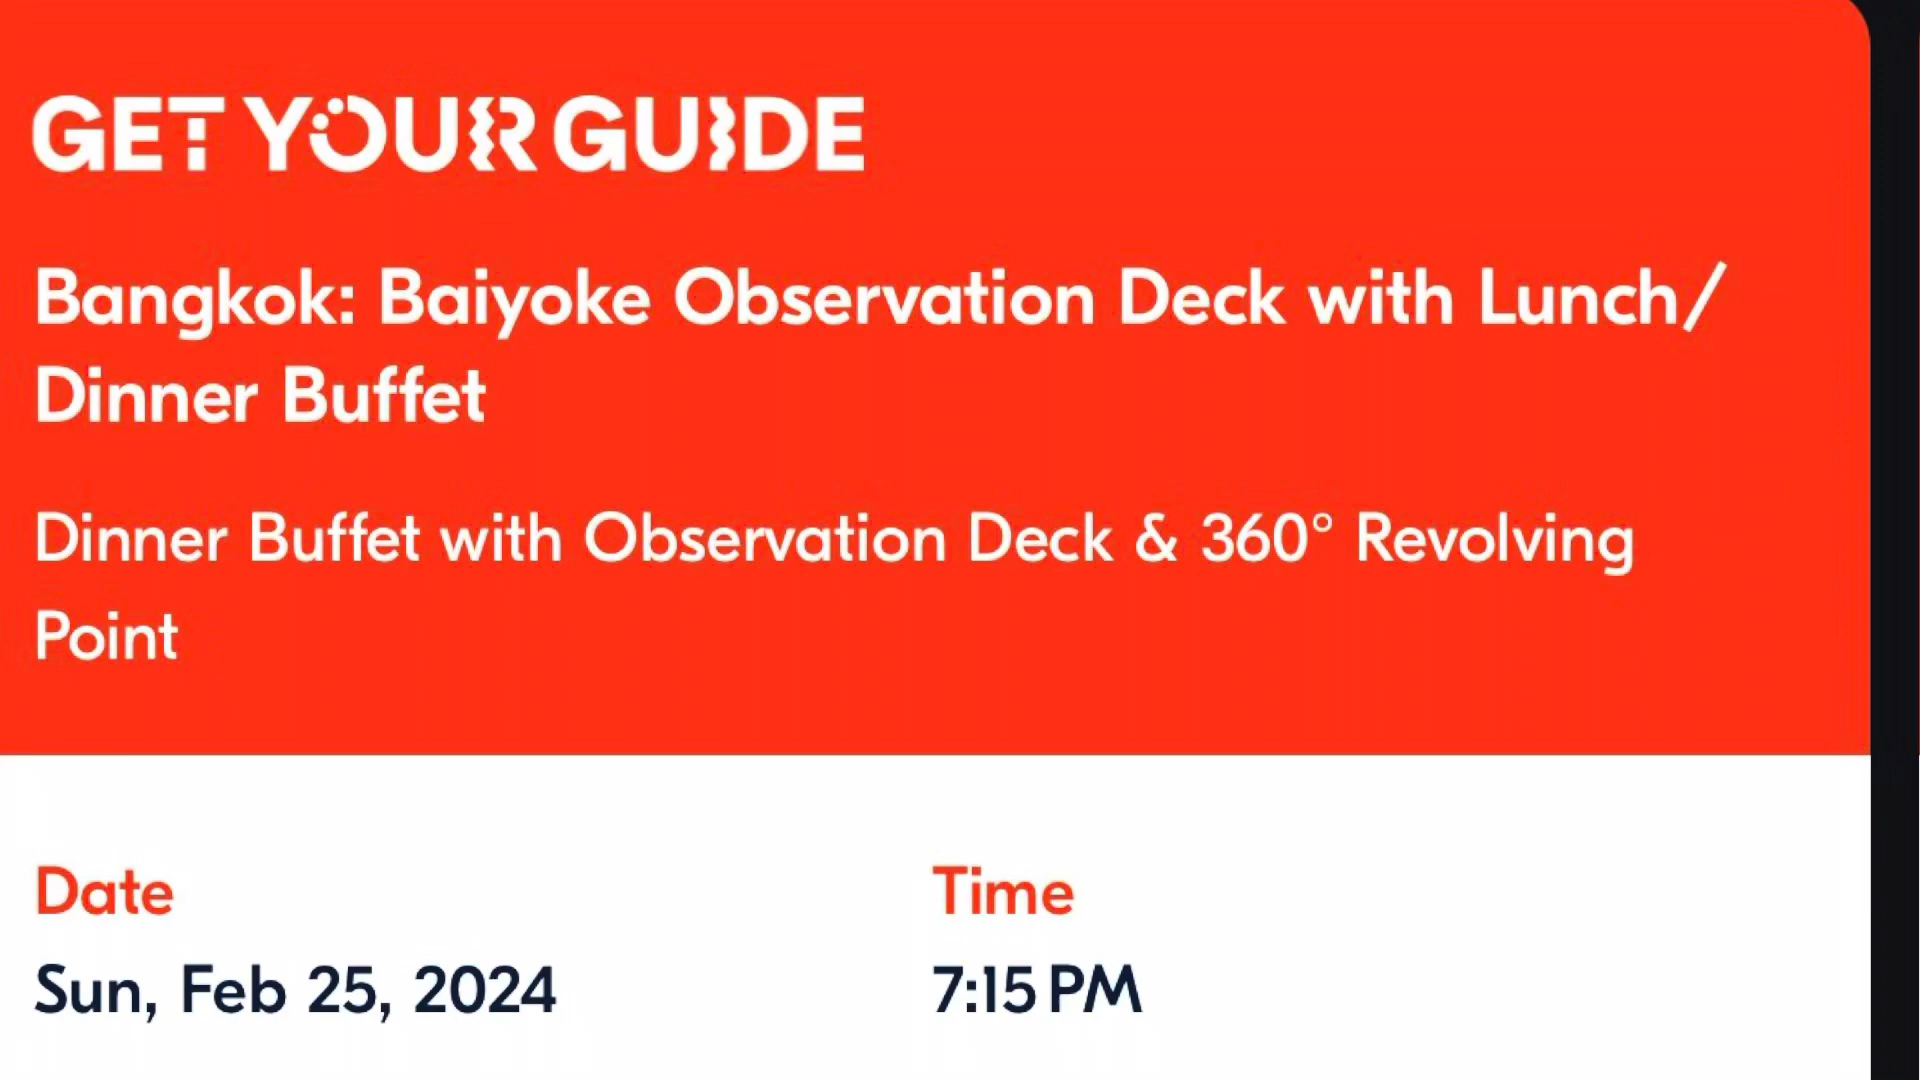 GET YOUR GUIDE
Bangkok: Baiyoke Observation Deck with Lunch/
Dinner Buffet
Dinner Buffet with Observation Deck & 360° Revolving
Point
Date Time
Sun, Feb 25, 2024 7:15 PM